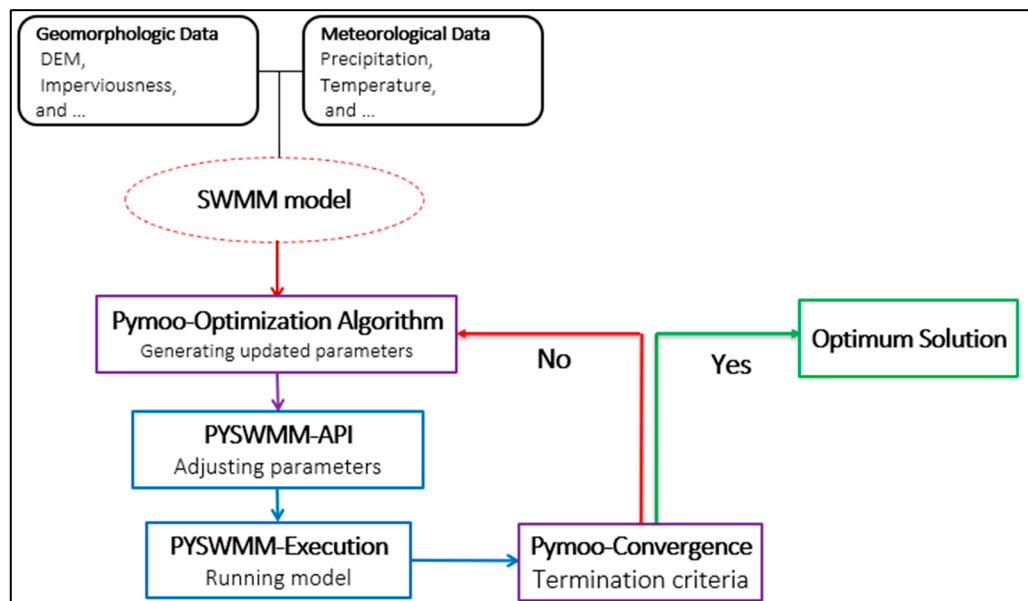 Geomorphologic Data
DEM,
Imperviousness,
and ...
Meteorological Data
Precipitation,
Temperature,
and ...
SWMM model
Pymoo-Optimization Algorithm
Generating updated parameters
No
Yes
Optimum Solution
PYSWMM-API
Adjusting parameters
PYSWMM-Execution
Running model
Pymoo-Convergence
Termination criteria